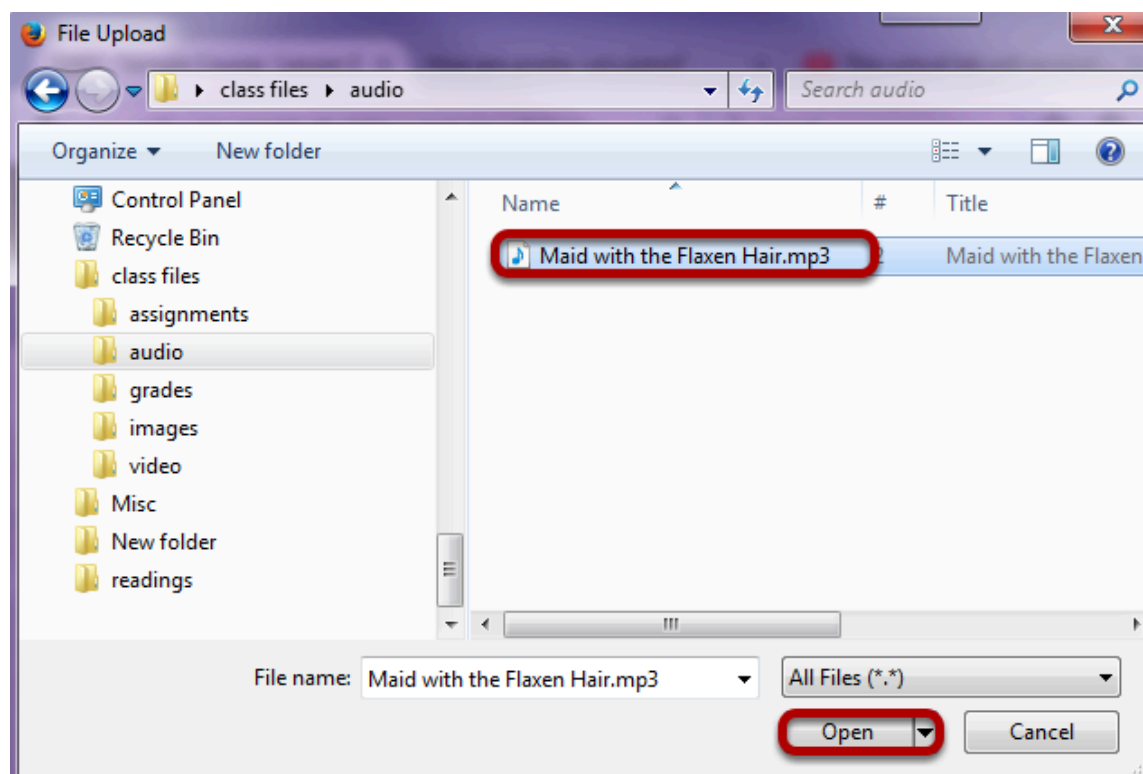 File Upload
class files audio
Search audio
Organize New folder
Name # Title
Control Panel
Recycle Bin
class files
assignments
audio
grades
images
video
Misc
New folder
readings
Maid with the Flaxen Hair.mp3 2 Maid with the Flaxen
File name: Maid with the Flaxen Hair.mp3 All Files (*.*)
Open Cancel